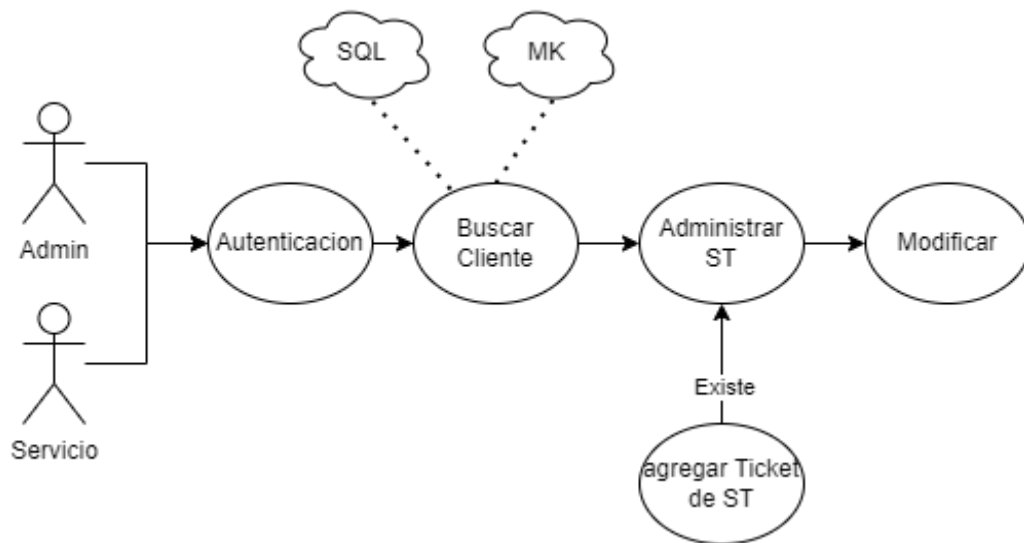 SQL
MK
Admin
Autenticacion
Buscar
Cliente
Administrar
ST
Modificar
Existe
Servicio
agregar Ticket
de ST